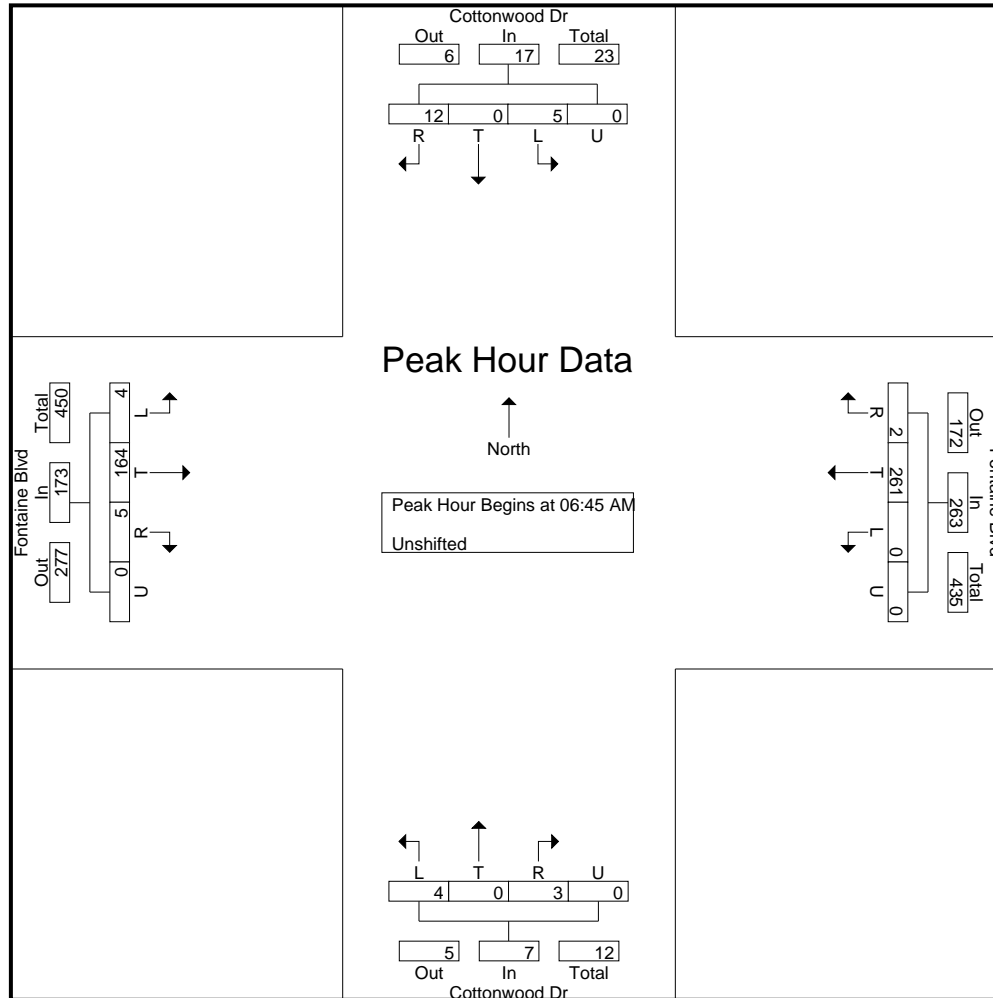 Cottonwood Dr
Out In Total
6 17 23
12 0 5 0
R T L U
Peak Hour Data
North
Peak Hour Begins at 06:45 AM
Unshifted
Fontaine Blvd
Total In Out
450 173 277
4 164 5 0
L T R U
Out In Total
172 263 435
2 261 0 0
R T L U
L T R U
4 0 3 0
5 7 12
Out In Total
Cottonwood Dr